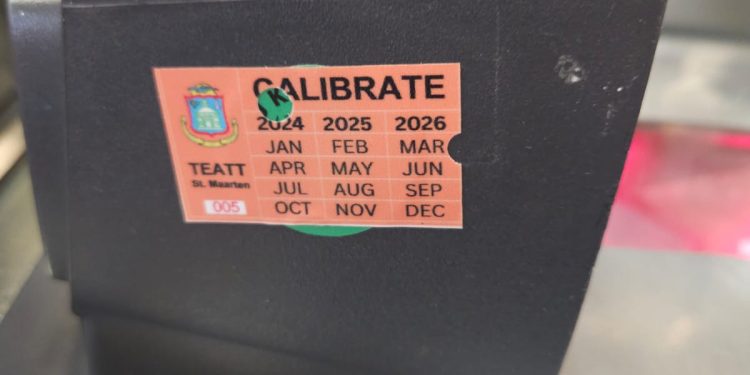 CALIBRATE
2024 2025 2026
JAN FEB MAR
APR MAY JUN
JUL AUG SEP
OCT NOV DEC
TEATT
St. Maarten
005